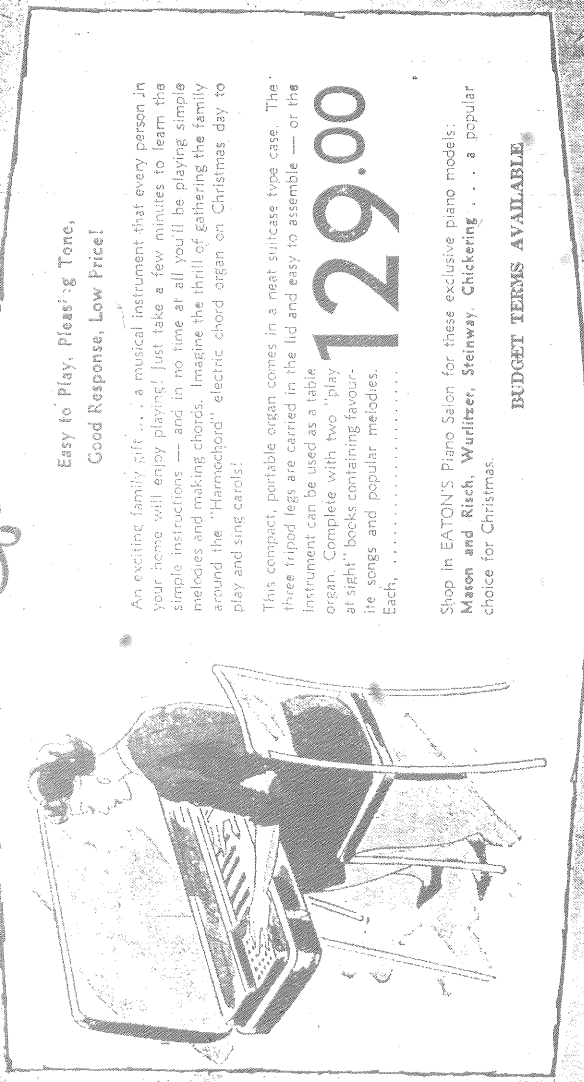 Easy to Play, Pleas' :g Tone,
Good Response, Low Price!
An exciting family gift ... a musical instrument that every person in
your home will enjoy playing! Just take a few minutes to learn the
simple instructions — and in no time at all you'll be playing simple
melodies and making chords. Imagine the thrill of gathering the family
around the "Harmochord" electric chord organ on Christmas day to
play and sing carols!
This compact, portable organ comes in a neat suitcase type case. The
three tripod legs are carried in the lid and easy to assemble — or the
instrument can be used as a table
organ. Complete with two "play
at sight" books containing favour-
ite songs and popular melodies.
Each, ...................
129.00
Shop in EATON'S Piano Salon for these exclusive piano models:
Mason and Risch, Wurlitzer, Steinway, Chickering . . . a popular
choice for Christmas.
BUDGET TERMS AVAILABLE